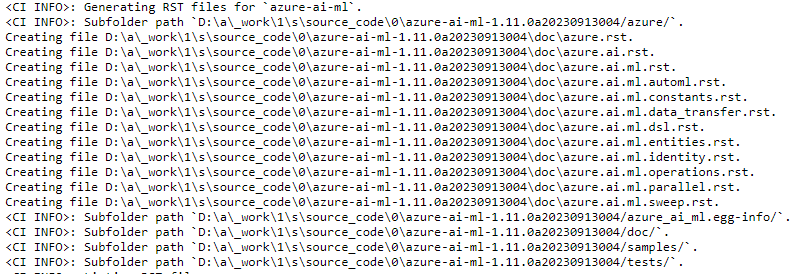 <CI INFO>: Generating RST files for `azure-ai-ml`.
<CI INFO>: Subfolder path `D:\a\_work\1\s\source_code\0\azure-ai-ml-1.11.0a20230913004/azure/`.
Creating file D:\a\_work\1\s\source_code\0\azure-ai-ml-1.11.0a20230913004\doc\azure.rst.
Creating file D:\a\_work\1\s\source_code\0\azure-ai-ml-1.11.0a20230913004\doc\azure.ai.rst.
Creating file D:\a\_work\1\s\source_code\0\azure-ai-ml-1.11.0a20230913004\doc\azure.ai.ml.rst.
Creating file D:\a\_work\1\s\source_code\0\azure-ai-ml-1.11.0a20230913004\doc\azure.ai.ml.automl.rst.
Creating file D:\a\_work\1\s\source_code\0\azure-ai-ml-1.11.0a20230913004\doc\azure.ai.ml.constants.rst.
Creating file D:\a\_work\1\s\source_code\0\azure-ai-ml-1.11.0a20230913004\doc\azure.ai.ml.data_transfer.rst.
Creating file D:\a\_work\1\s\source_code\0\azure-ai-ml-1.11.0a20230913004\doc\azure.ai.ml.dsl.rst.
Creating file D:\a\_work\1\s\source_code\0\azure-ai-ml-1.11.0a20230913004\doc\azure.ai.ml.entities.rst.
Creating file D:\a\_work\1\s\source_code\0\azure-ai-ml-1.11.0a20230913004\doc\azure.ai.ml.identity.rst.
Creating file D:\a\_work\1\s\source_code\0\azure-ai-ml-1.11.0a20230913004\doc\azure.ai.ml.operations.rst.
Creating file D:\a\_work\1\s\source_code\0\azure-ai-ml-1.11.0a20230913004\doc\azure.ai.ml.parallel.rst.
Creating file D:\a\_work\1\s\source_code\0\azure-ai-ml-1.11.0a20230913004\doc\azure.ai.ml.sweep.rst.
<CI INFO>: Subfolder path `D:\a\_work\1\s\source_code\0\azure-ai-ml-1.11.0a20230913004/azure_ai_ml.egg-info/`.
<CI INFO>: Subfolder path `D:\a\_work\1\s\source_code\0\azure-ai-ml-1.11.0a20230913004/doc/`.
<CI INFO>: Subfolder path `D:\a\_work\1\s\source_code\0\azure-ai-ml-1.11.0a20230913004/samples/`.
<CI INFO>: Subfolder path `D:\a\_work\1\s\source_code\0\azure-ai-ml-1.11.0a20230913004/tests/`.